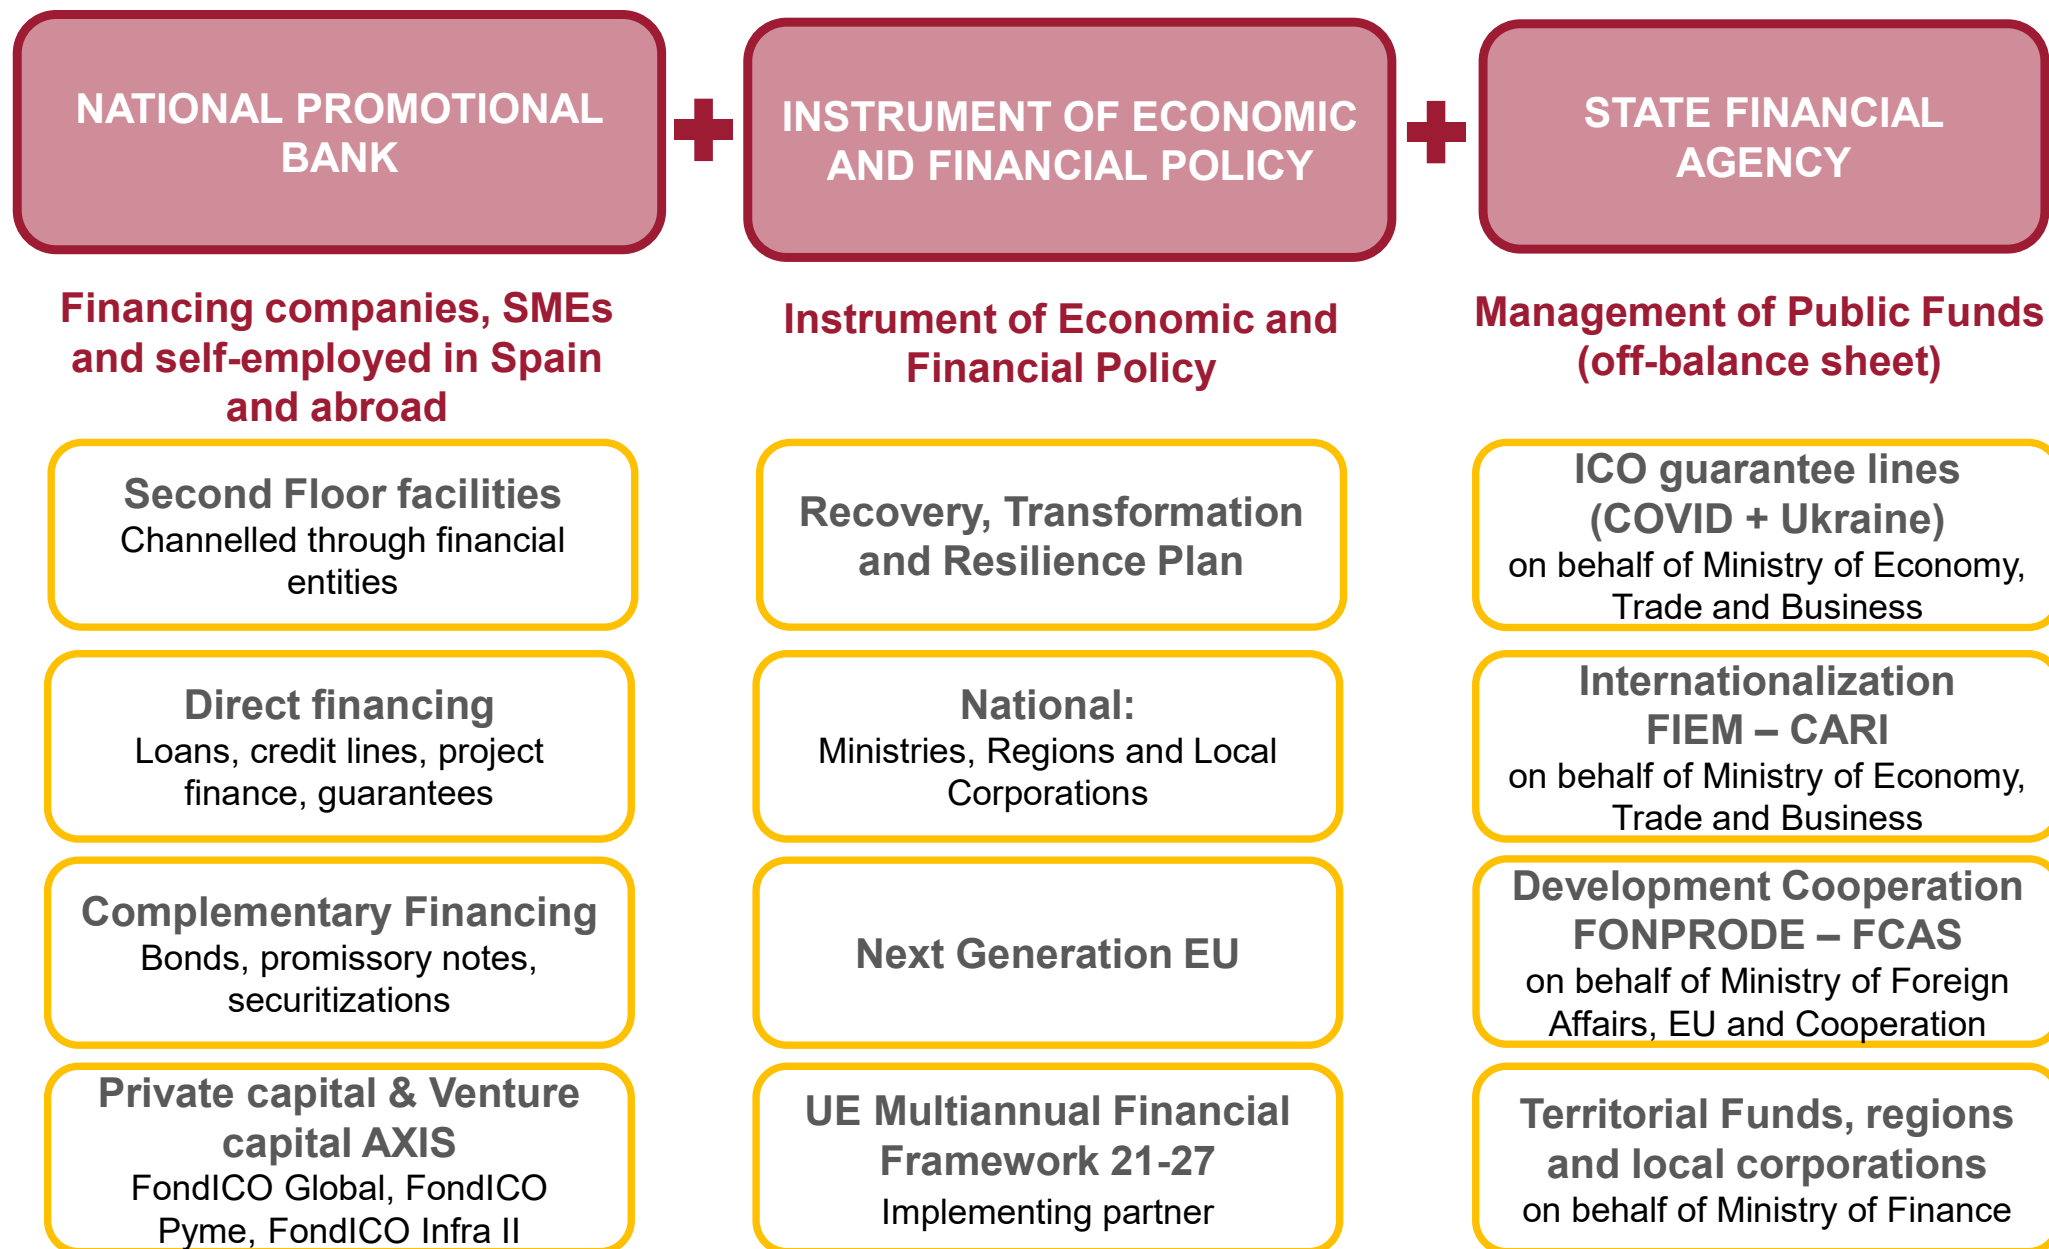 NATIONAL PROMOTIONAL
BANK
INSTRUMENT OF ECONOMIC
AND FINANCIAL POLICY
STATE FINANCIAL
AGENCY
Financing companies, SMEs
and self-employed in Spain
and abroad
Second Floor facilities
Channelled through financial
entities
Direct financing
Loans, credit lines, project
finance, guarantees
Complementary Financing
Bonds, promissory notes,
securitizations
Private capital & Venture
capital AXIS
FondICO Global, FondICO
Pyme, FondICO Infra II
Instrument of Economic and
Financial Policy
Recovery, Transformation
and Resilience Plan
National:
Ministries, Regions and Local
Corporations
Next Generation EU
UE Multiannual Financial
Framework 21-27
Implementing partner
Management of Public Funds
(off-balance sheet)
ICO guarantee lines
(COVID + Ukraine)
on behalf of Ministry of Economy,
Trade and Business
Internationalization
FIEM – CARI
on behalf of Ministry of Economy,
Trade and Business
Development Cooperation
FONPRODE – FCAS
on behalf of Ministry of Foreign
Affairs, EU and Cooperation
Territorial Funds, regions
and local corporations
on behalf of Ministry of Finance